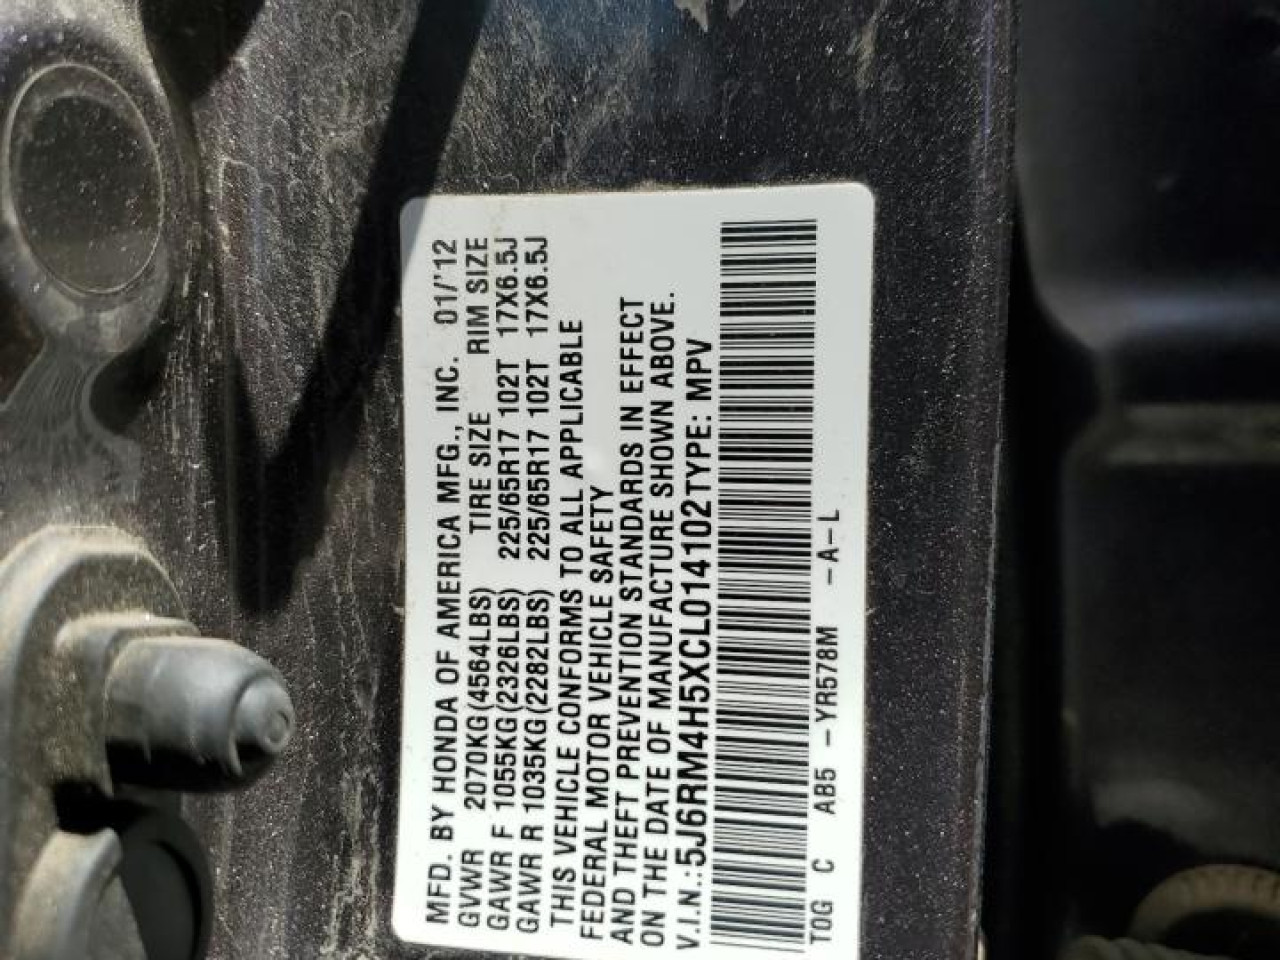 MFD. BY HONDA OF AMERICA MFG., INC. 01/'12
GVWR 2070KG(4564LBS) TIRE SIZE RIM SIZE
GAWR F 1055KG(2326LBS) 225/65R17 102T 17X6.5J
GAWR R 1035KG(2282LBS) 225/65R17 102T 17X6.5J
THIS VEHICLE CONFORMS TO ALL APPLICABLE
FEDERAL MOTOR VEHICLE SAFETY
AND THEFT PREVENTION STANDARDS IN EFFECT
ON THE DATE OF MANUFACTURE SHOWN ABOVE.
V.I.N.:5J6RM4H5XCL014102TYPE: MPV
TOG C AB5 -YR578M -A-L